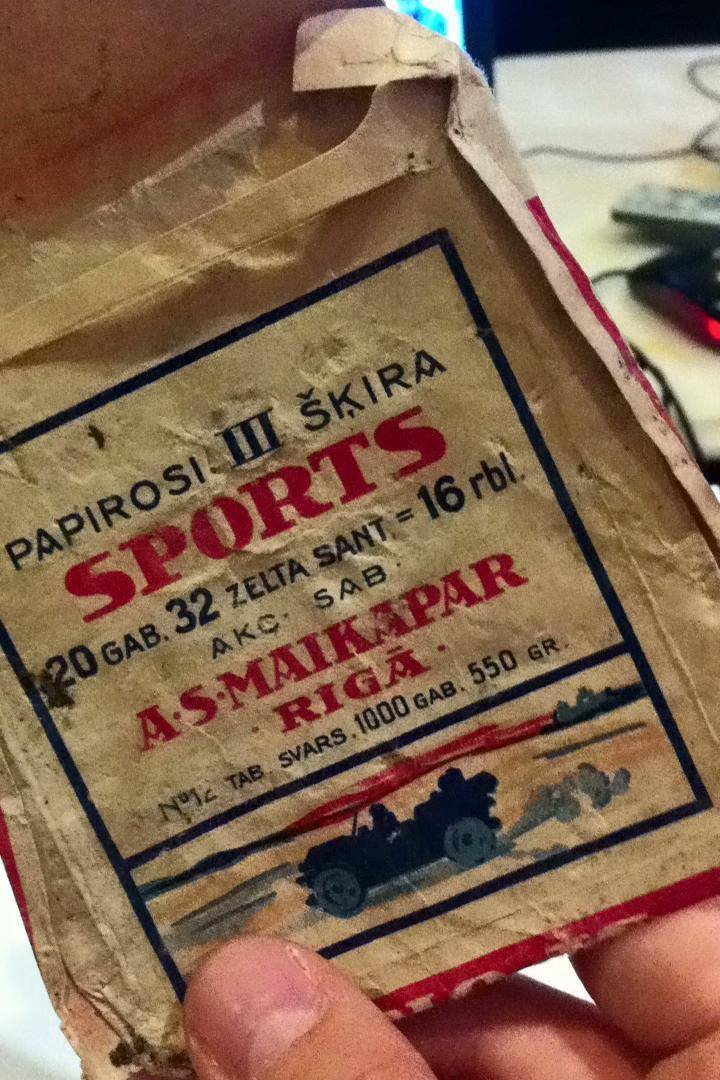 PAPIROSI III ŠĶIRA
SPORTS
20 GAB. 32 ZELTA SANT. = 16 rbl.
AKC. SAB.
A·S·MAIKAPAR
· RIGĀ ·
TAB. SVARS. 1000 GAB. 550 GR.